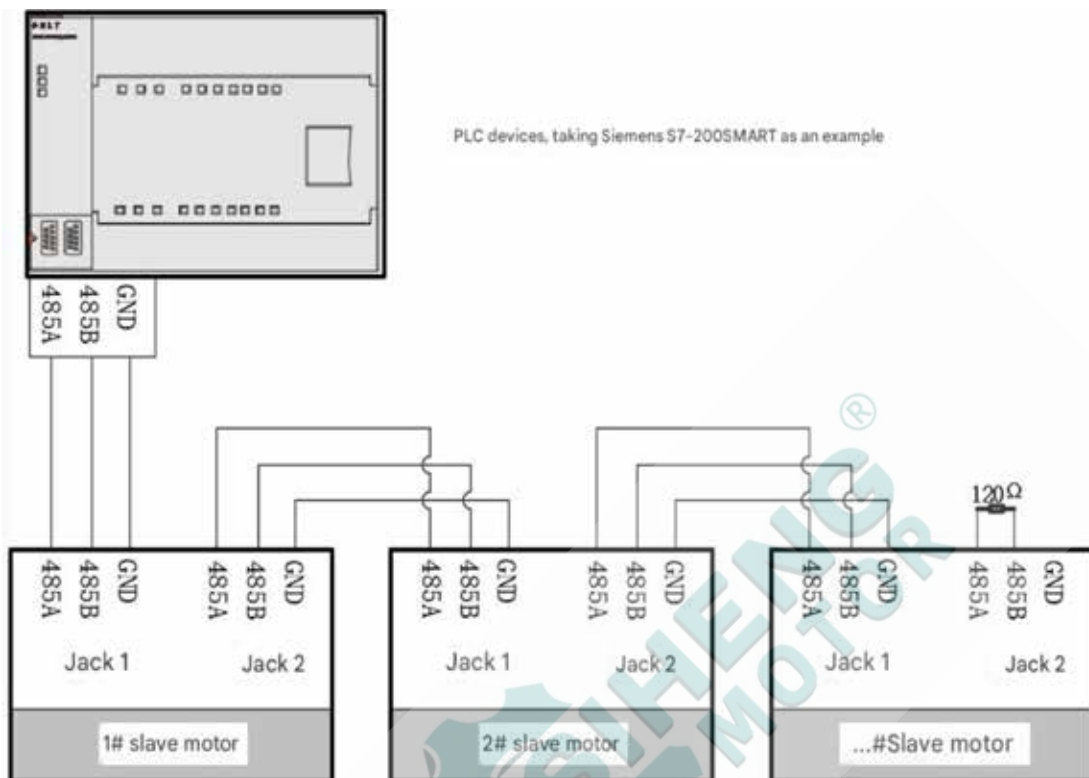 PLC devices, taking Siemens S7-200SMART as an example
485A 485B GND
120Ω
485A 485B GND 485A 485B GND
485A 485B GND 485A 485B GND
485A 485B GND 485A 485B GND
Jack 1 Jack 2
Jack 1 Jack 2
Jack 1 Jack 2
1# slave motor
2# slave motor
...#Slave motor
SIHENG
MOTOR
®